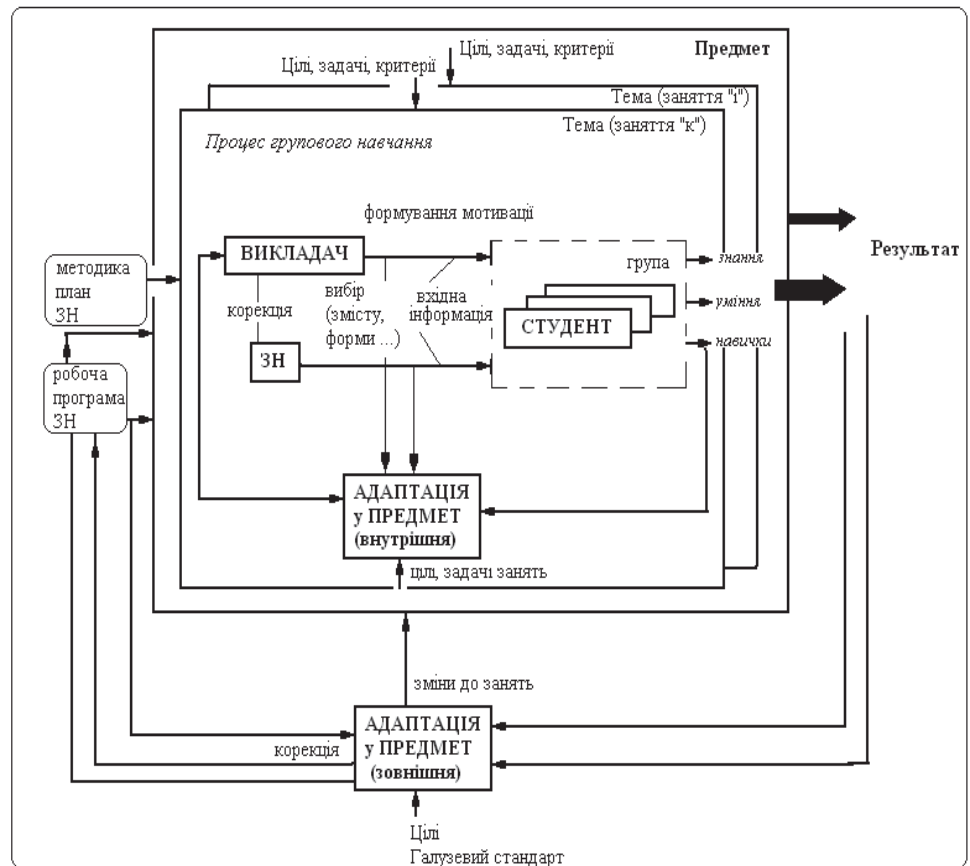 Предмет
Цілі, задачі, критерії
Цілі, задачі, критерії
Тема (заняття "і")
Тема (заняття "к")
Процес групового навчання
формування мотивації
ВИКЛАДАЧ
група
знання
Результат
методика
план
ЗН
корекція
вибір
(змісту,
форми ...)
вхідна
інформація
уміння
СТУДЕНТ
навички
ЗН
робоча
програма
ЗН
АДАПТАЦІЯ
у ПРЕДМЕТ
(внутрішня)
цілі, задачі занять
зміни до занять
АДАПТАЦІЯ
у ПРЕДМЕТ
(зовнішня)
корекція
Цілі
Галузевий стандарт